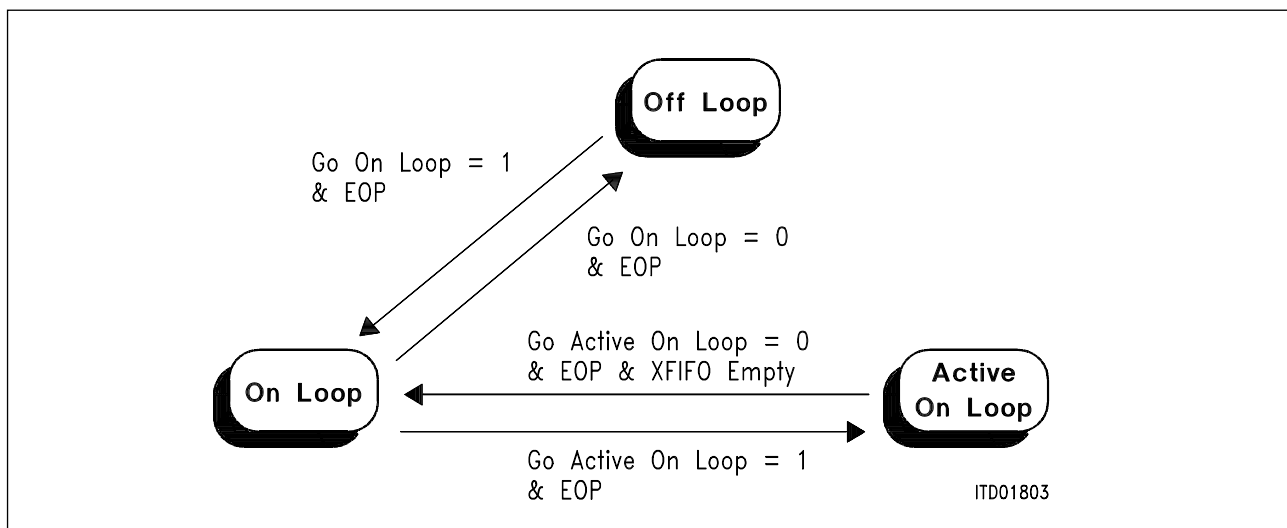 Off Loop
Go On Loop = 1
& EOP
Go On Loop = 0
& EOP
Go Active On Loop = 0
& EOP & XFIFO Empty
On Loop
Active
On Loop
Go Active On Loop = 1
& EOP
ITD01803